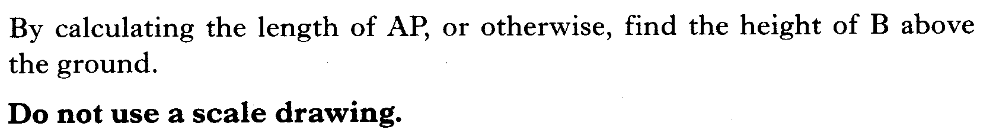 By calculating the length of AP, or otherwise, find the height of B above
the ground.
Do not use a scale drawing.